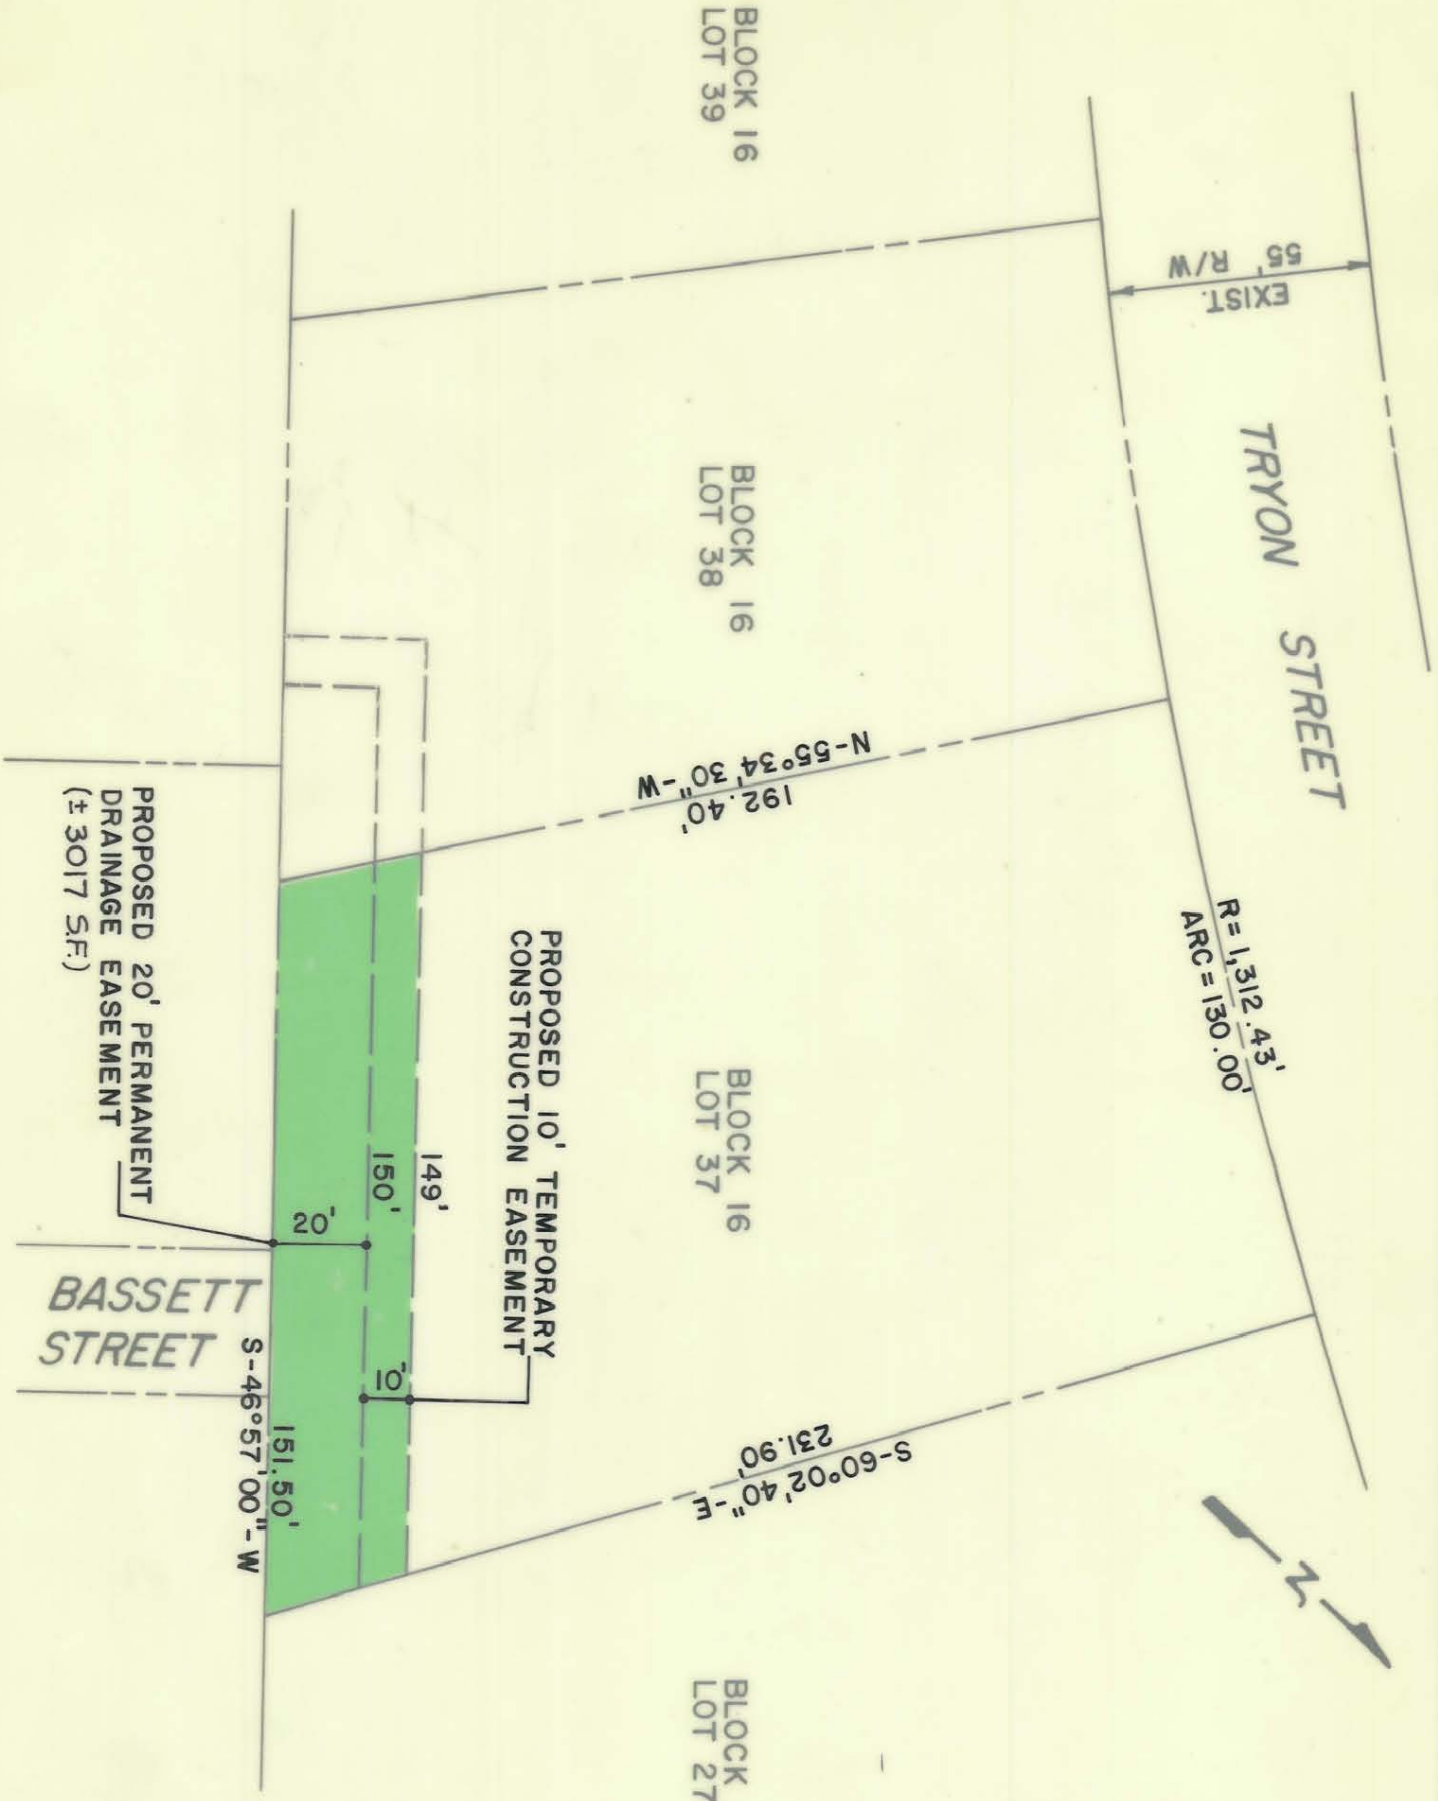 BLOCK 16
LOT 39
EXIST.
55' R/W
TRYON STREET
BLOCK 16
LOT 38
N-55°34'30"-W
192.40'
R=1,312.43'
ARC=130.00'
BLOCK 16
LOT 37
PROPOSED 10' TEMPORARY
CONSTRUCTION EASEMENT
149'
150'
20'
10'
PROPOSED 20' PERMANENT
DRAINAGE EASEMENT
(±3017 S.F.)
BASSETT
STREET
151.50'
S-46°57'00"-W
S-60°02'40"-E
231.90'
N
BLOCK
LOT 27